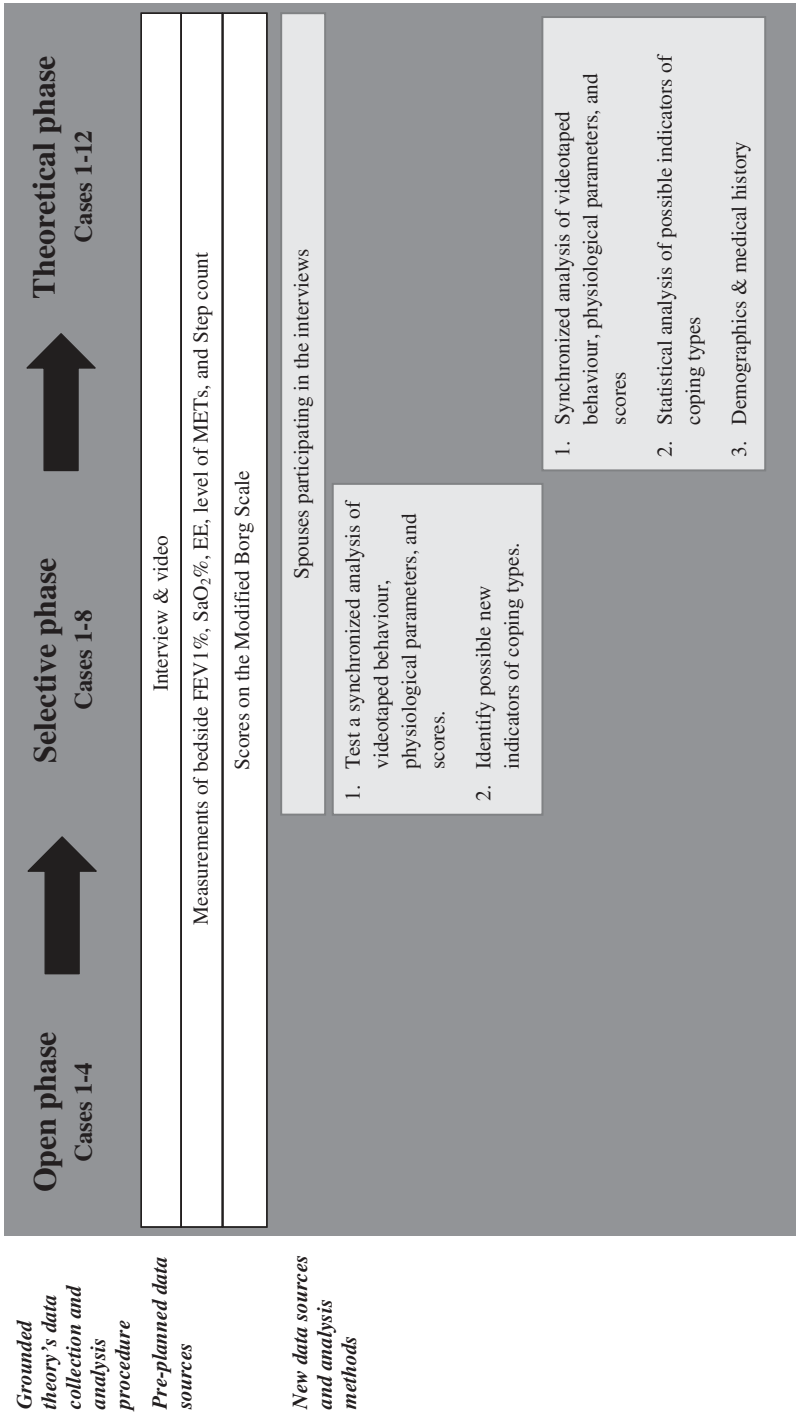 Grounded
theory's data
collection and
analysis
procedure
Open phase
Cases 1-4
Selective phase
Cases 1-8
Theoretical phase
Cases 1-12
Pre-planned data
sources
Interview & video
Measurements of bedside FEV1%, SaO₂%, EE, level of METs, and Step count
Scores on the Modified Borg Scale
New data sources
and analysis
methods
Spouses participating in the interviews
1. Test a synchronized analysis of
videotaped behaviour,
physiological parameters, and
scores.
2. Identify possible new
indicators of coping types.
1. Synchronized analysis of videotaped
behaviour, physiological parameters, and
scores
2. Statistical analysis of possible indicators of
coping types
3. Demographics & medical history